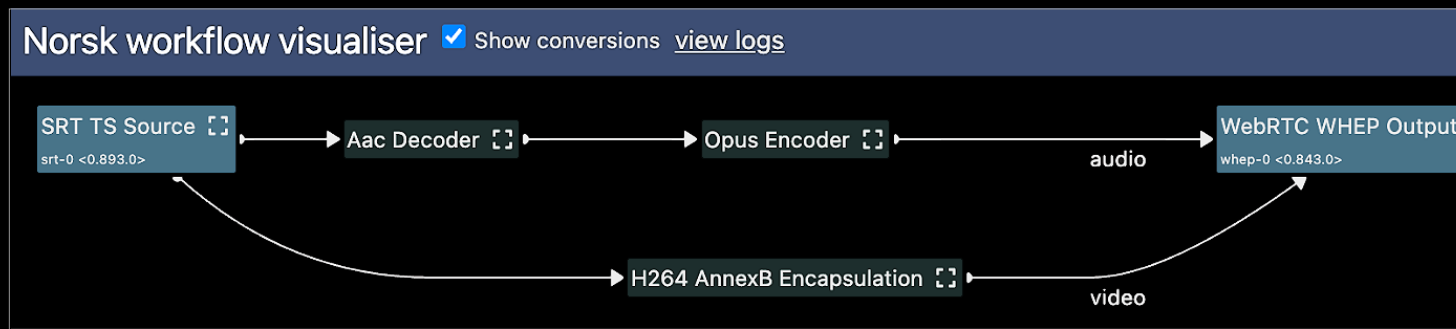 Norsk workflow visualiser Show conversions view logs
SRT TS Source
srt-0 <0.893.0>
Aac Decoder
Opus Encoder
audio
WebRTC WHEP Output
whep-0 <0.843.0>
H264 AnnexB Encapsulation
video